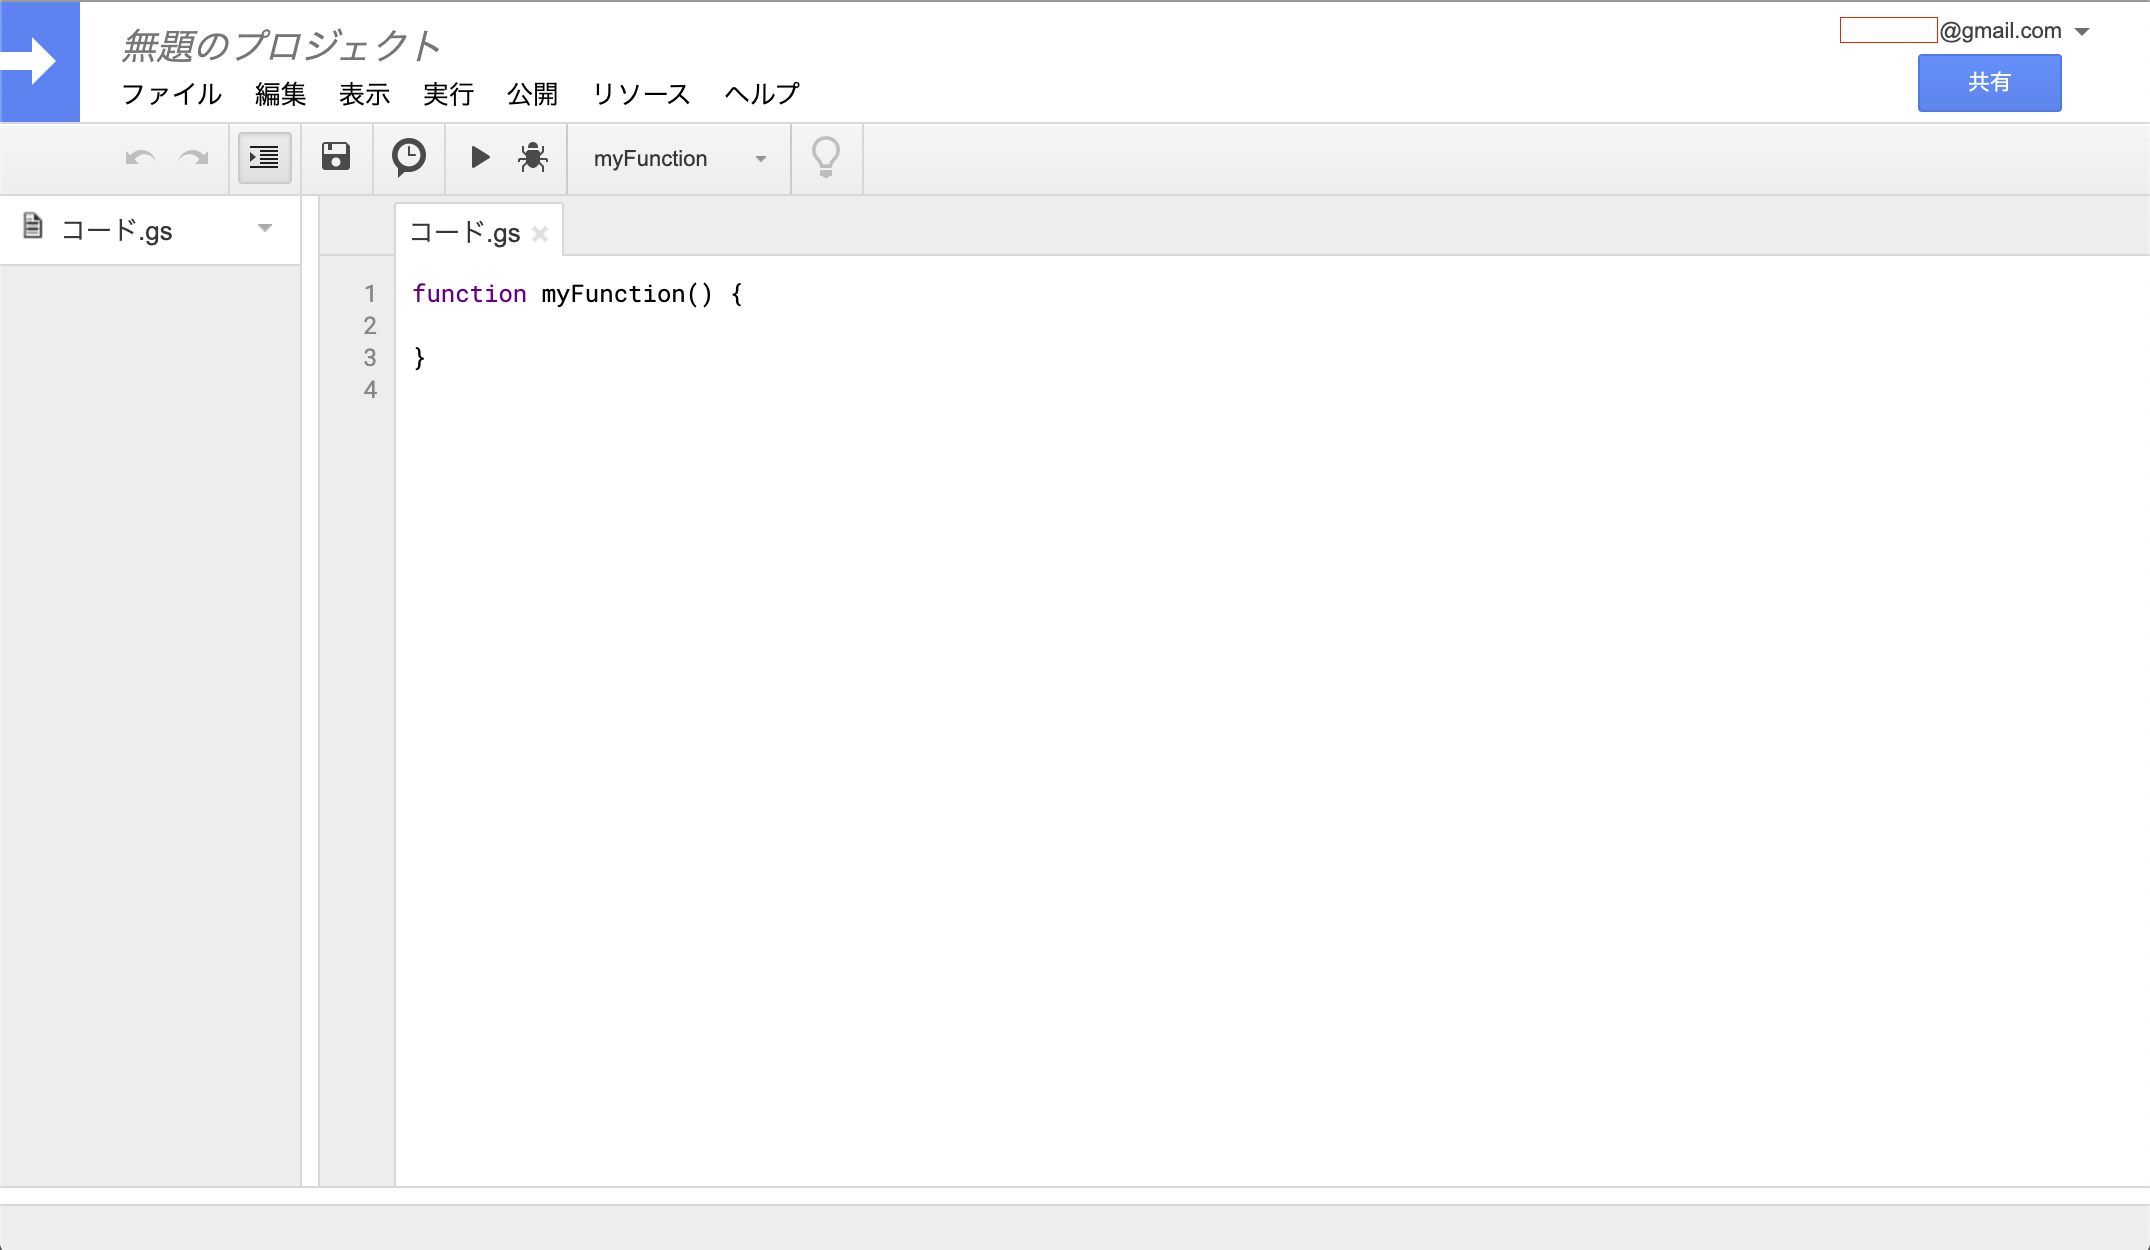 無題のプロジェクト
@gmail.com
ファイル 編集 表示 実行 公開 リソース ヘルプ
共有
myFunction
コード.gs
コード.gs
1 function myFunction() {
2
3 }
4